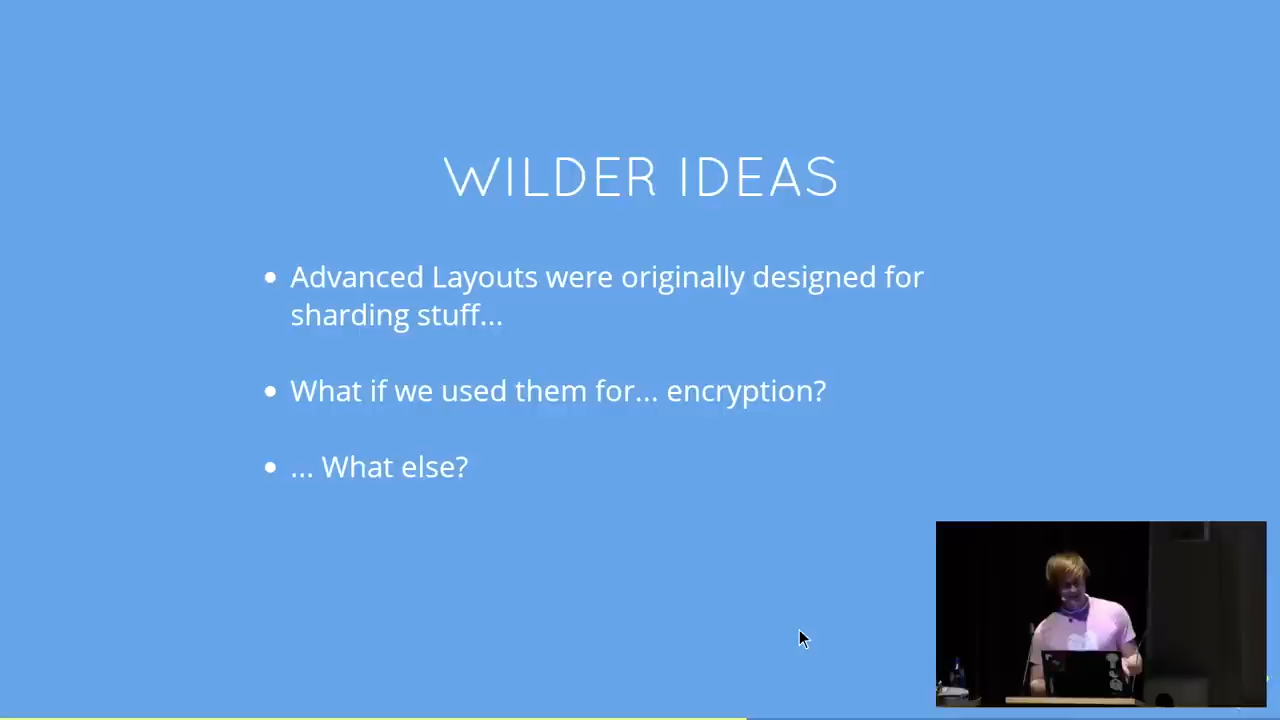 WILDER IDEAS
Advanced Layouts were originally designed for
sharding stuff...
What if we used them for... encryption?
... What else?